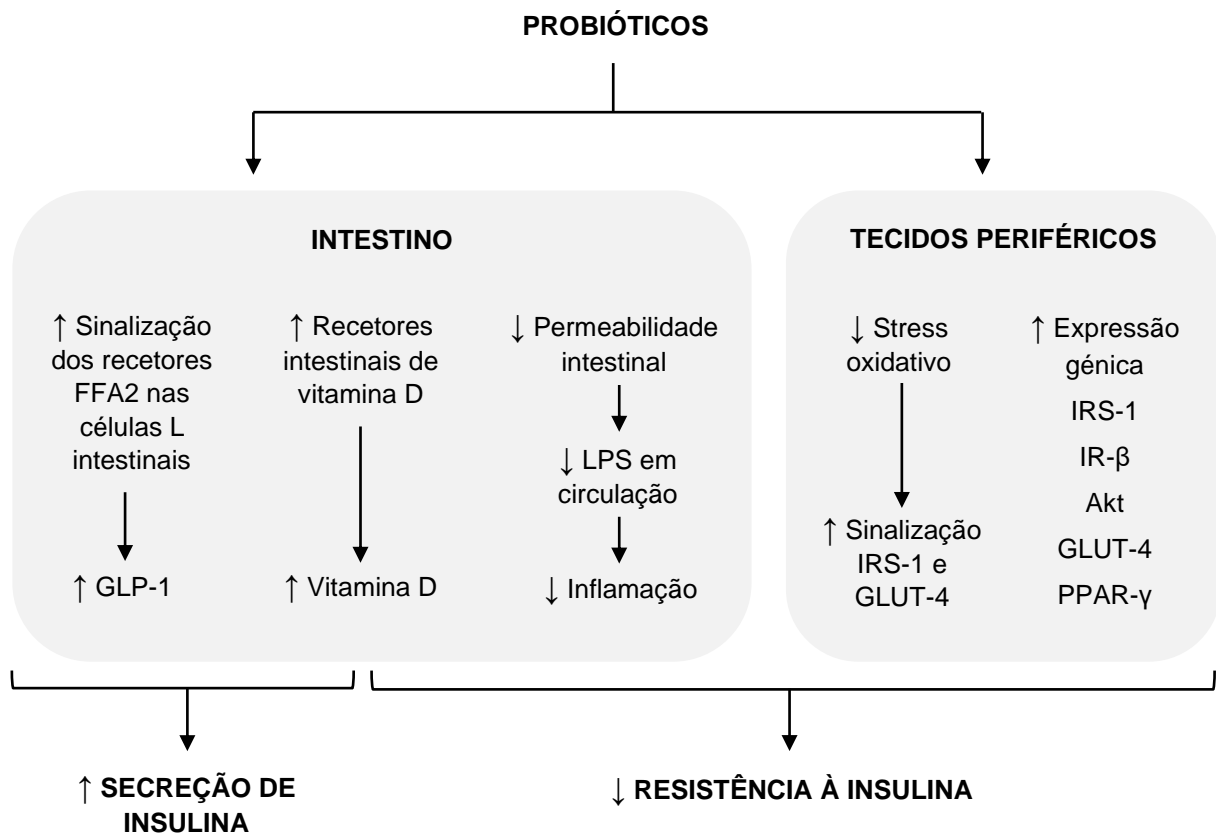 PROBIÓTICOS
INTESTINO
↑ Sinalização
dos recetores
FFA2 nas
células L
intestinais
↑ GLP-1
↑ Recetores
intestinais de
vitamina D
↑ Vitamina D
↓ Permeabilidade
intestinal
↓ LPS em
circulação
↓ Inflamação
TECIDOS PERIFÉRICOS
↓ Stress
oxidativo
↑ Sinalização
IRS-1 e
GLUT-4
↑ Expressão
génica
IRS-1
IR-β
Akt
GLUT-4
PPAR-γ
↑ SECREÇÃO DE
INSULINA
↓ RESISTÊNCIA À INSULINA